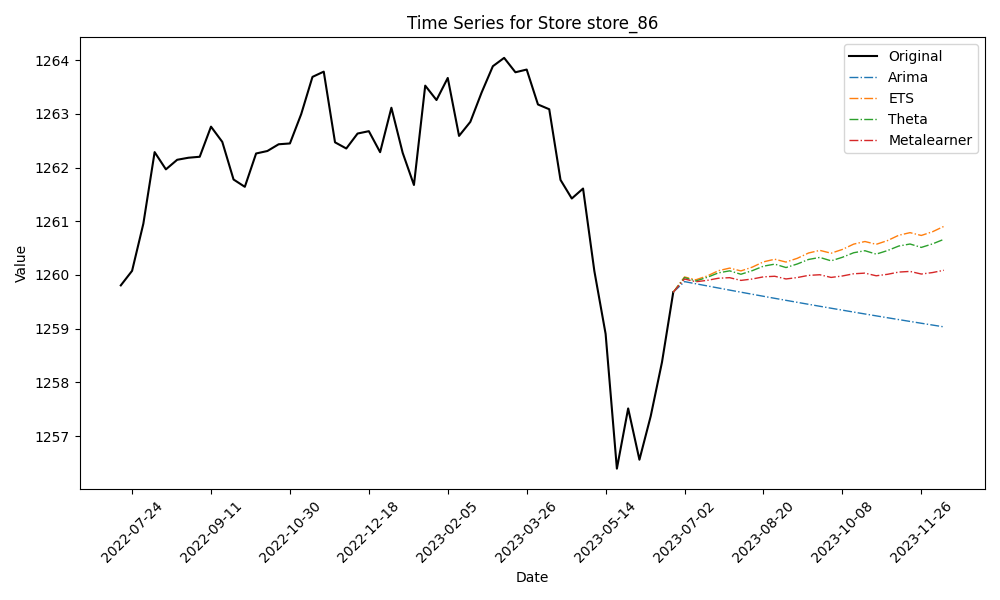 Time Series for Store store_86
Original
Arima
ETS
Theta
Metalearner
Value
1264
1263
1262
1261
1260
1259
1258
1257
2022-07-24
2022-09-11
2022-10-30
2022-12-18
2023-02-05
2023-03-26
2023-05-14
2023-07-02
2023-08-20
2023-10-08
2023-11-26
Date